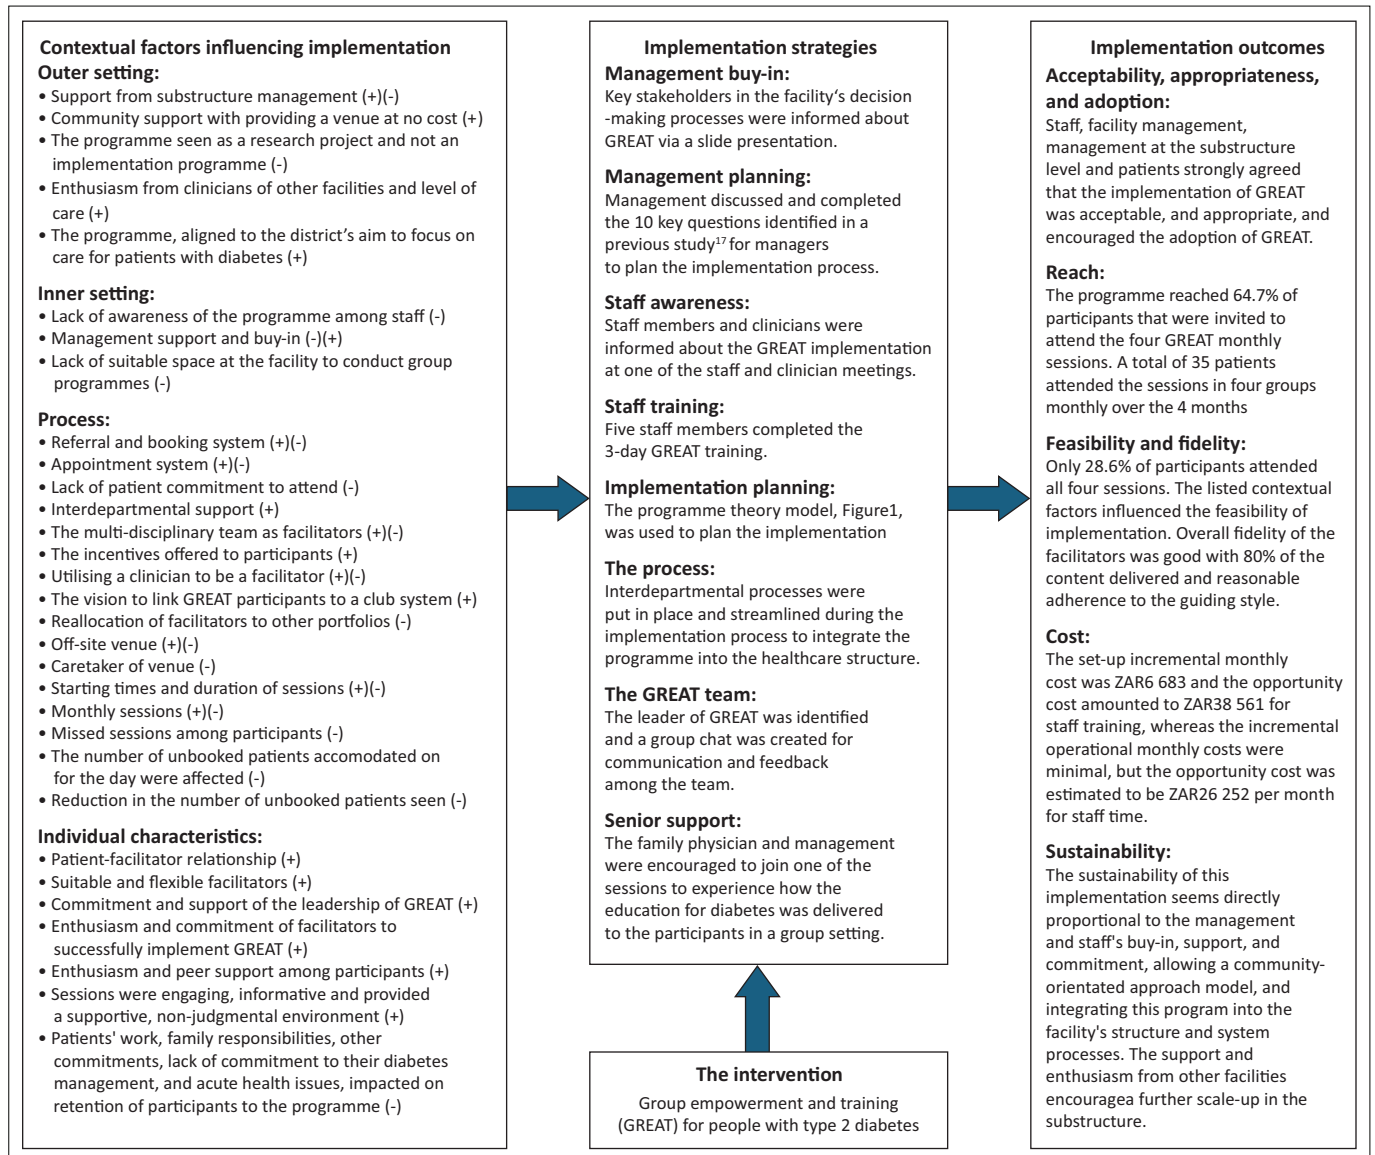 Contextual factors influencing implementation
Outer setting:
• Support from substructure management (+)(-)
• Community support with providing a venue at no cost (+)
• The programme seen as a research project and not an
implementation programme (-)
• Enthusiasm from clinicians of other facilities and level of
care (+)
• The programme, aligned to the district's aim to focus on
care for patients with diabetes (+)
Inner setting:
• Lack of awareness of the programme among staff (-)
• Management support and buy-in (-)(+)
• Lack of suitable space at the facility to conduct group
programmes (-)
Process:
• Referral and booking system (+)(-)
• Appointment system (+)(-)
• Lack of patient commitment to attend (-)
• Interdepartmental support (+)
• The multi-disciplinary team as facilitators (+)(-)
• The incentives offered to participants (+)
• Utilising a clinician to be a facilitator (+)(-)
• The vision to link GREAT participants to a club system (+)
• Reallocation of facilitators to other portfolios (-)
• Off-site venue (+)(-)
• Caretaker of venue (-)
• Starting times and duration of sessions (+)(-)
• Monthly sessions (+)(-)
• Missed sessions among participants (-)
• The number of unbooked patients accomodated on
for the day were affected (-)
• Reduction in the number of unbooked patients seen (-)
Individual characteristics:
• Patient-facilitator relationship (+)
• Suitable and flexible facilitators (+)
• Commitment and support of the leadership of GREAT (+)
• Enthusiasm and commitment of facilitators to
successfully implement GREAT (+)
• Enthusiasm and peer support among participants (+)
• Sessions were engaging, informative and provided
a supportive, non-judgmental environment (+)
• Patients' work, family responsibilities, other
commitments, lack of commitment to their diabetes
management, and acute health issues, impacted on
retention of participants to the programme (-)
Implementation strategies
Management buy-in:
Key stakeholders in the facility‘s decision
-making processes were informed about
GREAT via a slide presentation.
Management planning:
Management discussed and completed
the 10 key questions identified in a
previous study17 for managers
to plan the implementation process.
Staff awareness:
Staff members and clinicians were
informed about the GREAT implementation
at one of the staff and clinician meetings.
Staff training:
Five staff members completed the
3-day GREAT training.
Implementation planning:
The programme theory model, Figure1,
was used to plan the implementation
The process:
Interdepartmental processes were
put in place and streamlined during the
implementation process to integrate the
programme into the healthcare structure.
The GREAT team:
The leader of GREAT was identified
and a group chat was created for
communication and feedback
among the team.
Senior support:
The family physician and management
were encouraged to join one of the
sessions to experience how the
education for diabetes was delivered
to the participants in a group setting.
The intervention
Group empowerment and training
(GREAT) for people with type 2 diabetes
Implementation outcomes
Acceptability, appropriateness,
and adoption:
Staff, facility management,
management at the substructure
level and patients strongly agreed
that the implementation of GREAT
was acceptable, and appropriate, and
encouraged the adoption of GREAT.
Reach:
The programme reached 64.7% of
participants that were invited to
attend the four GREAT monthly
sessions. A total of 35 patients
attended the sessions in four groups
monthly over the 4 months
Feasibility and fidelity:
Only 28.6% of participants attended
all four sessions. The listed contextual
factors influenced the feasibility of
implementation. Overall fidelity of the
facilitators was good with 80% of the
content delivered and reasonable
adherence to the guiding style.
Cost:
The set-up incremental monthly
cost was ZAR6 683 and the opportunity
cost amounted to ZAR38 561 for
staff training, whereas the incremental
operational monthly costs were
minimal, but the opportunity cost was
estimated to be ZAR26 252 per month
for staff time.
Sustainability:
The sustainability of this
implementation seems directly
proportional to the management
and staff's buy-in, support, and
commitment, allowing a community-
orientated approach model, and
integrating this program into the
facility's structure and system
processes. The support and
enthusiasm from other facilities
encouragea further scale-up in the
substructure.